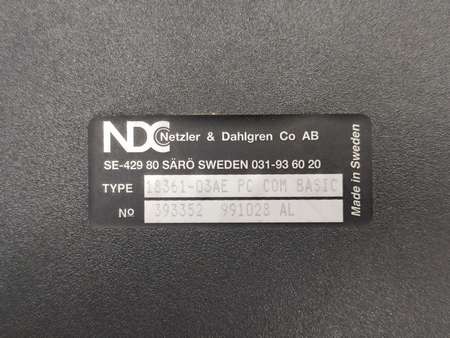 NDC Netzler & Dahlgren Co AB
SE-429 80 SÄRÖ SWEDEN 031-93 60 20
TYPE 18361-03AE PC COM BASIC
No 393352 991028 AL
Made in Sweden